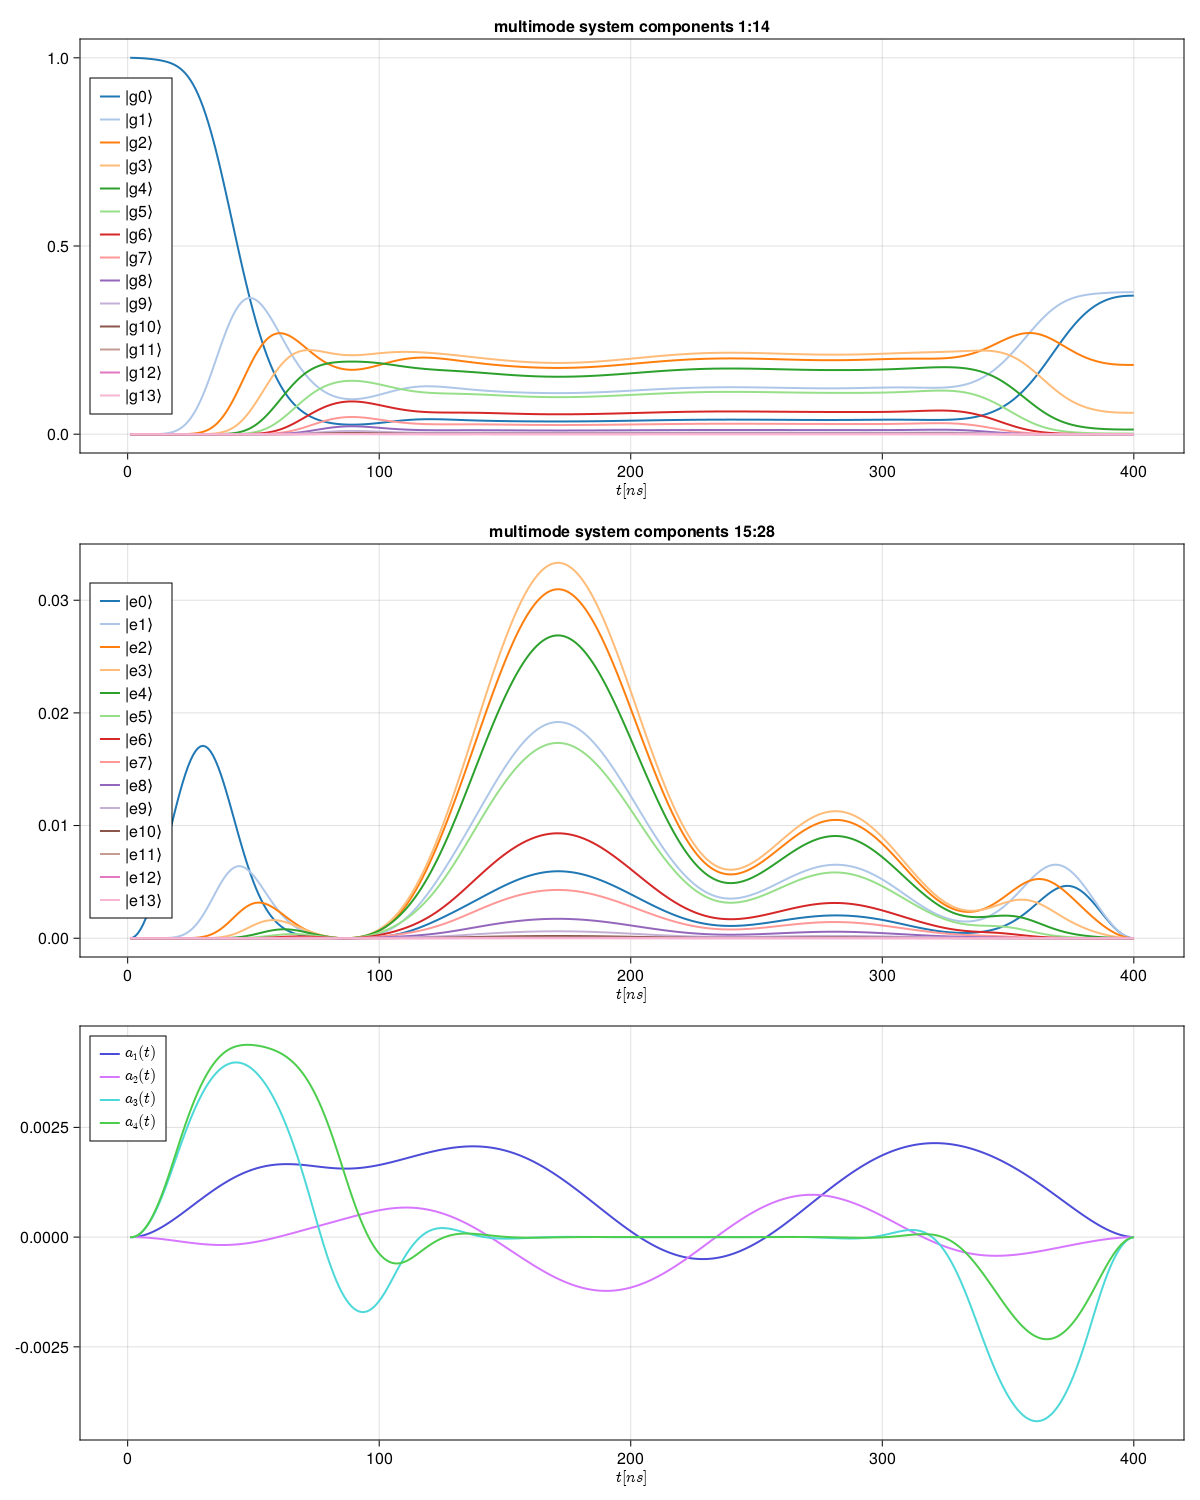 multimode system components 1:14
1.0
0.5
0.0
|g0⟩
|g1⟩
|g2⟩
|g3⟩
|g4⟩
|g5⟩
|g6⟩
|g7⟩
|g8⟩
|g9⟩
|g10⟩
|g11⟩
|g12⟩
|g13⟩
0 100 200 300 400
t[ns]
multimode system components 15:28
0.03
0.02
0.01
0.00
|e0⟩
|e1⟩
|e2⟩
|e3⟩
|e4⟩
|e5⟩
|e6⟩
|e7⟩
|e8⟩
|e9⟩
|e10⟩
|e11⟩
|e12⟩
|e13⟩
0 100 200 300 400
t[ns]
0.0025
0.0000
-0.0025
a₁(t)
a₂(t)
a₃(t)
a₄(t)
0 100 200 300 400
t[ns]